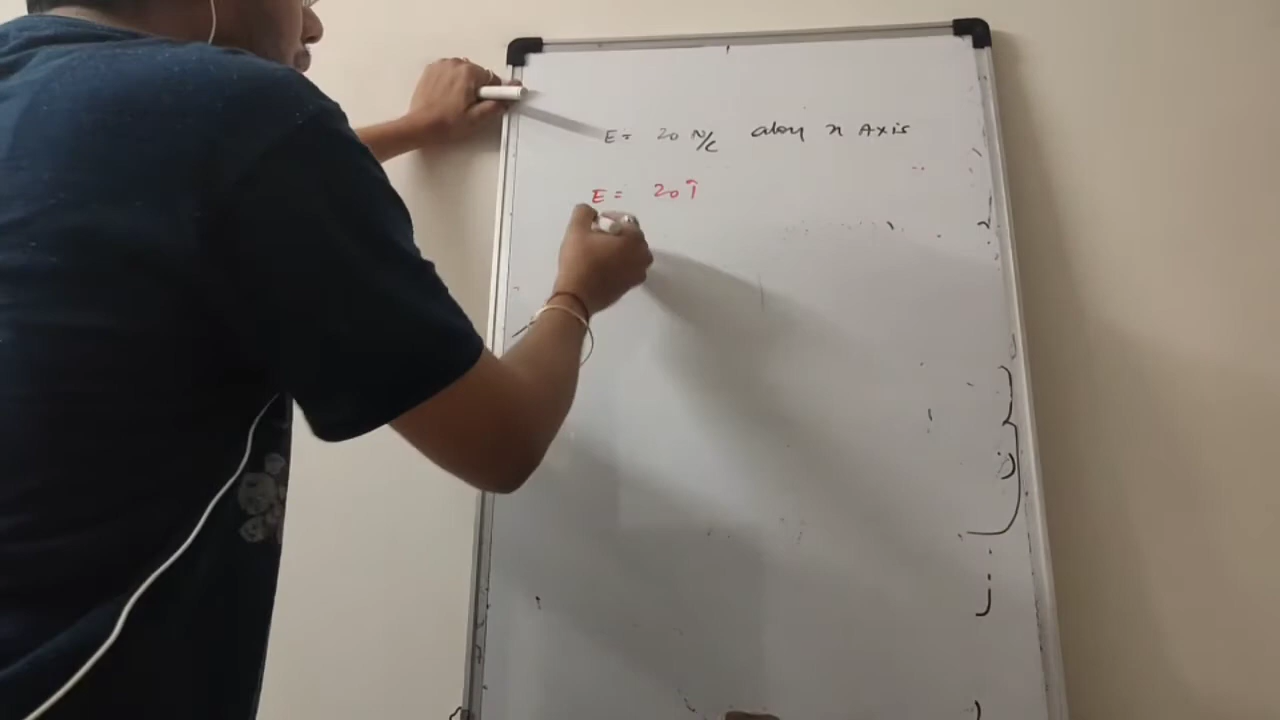 E = 20 N/C along x Axis
E = 20 î